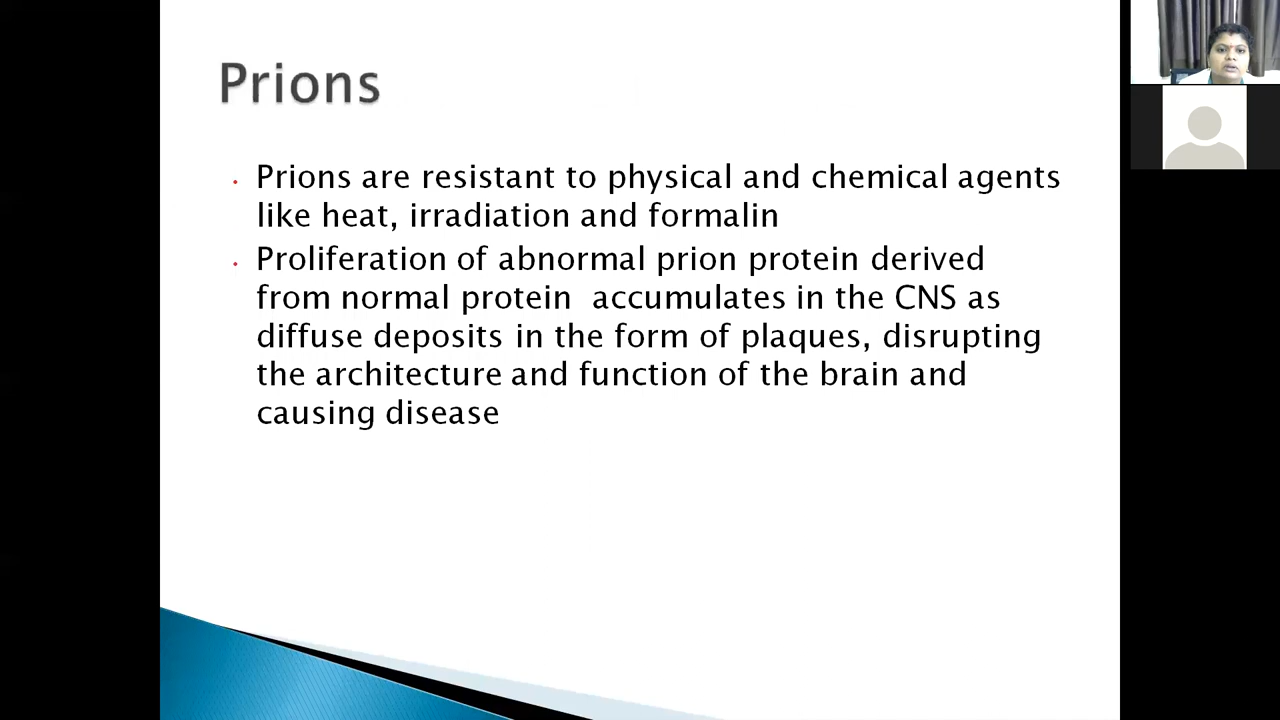 Prions
Prions are resistant to physical and chemical agents
like heat, irradiation and formalin
Proliferation of abnormal prion protein derived
from normal protein  accumulates in the CNS as
diffuse deposits in the form of plaques, disrupting
the architecture and function of the brain and
causing disease